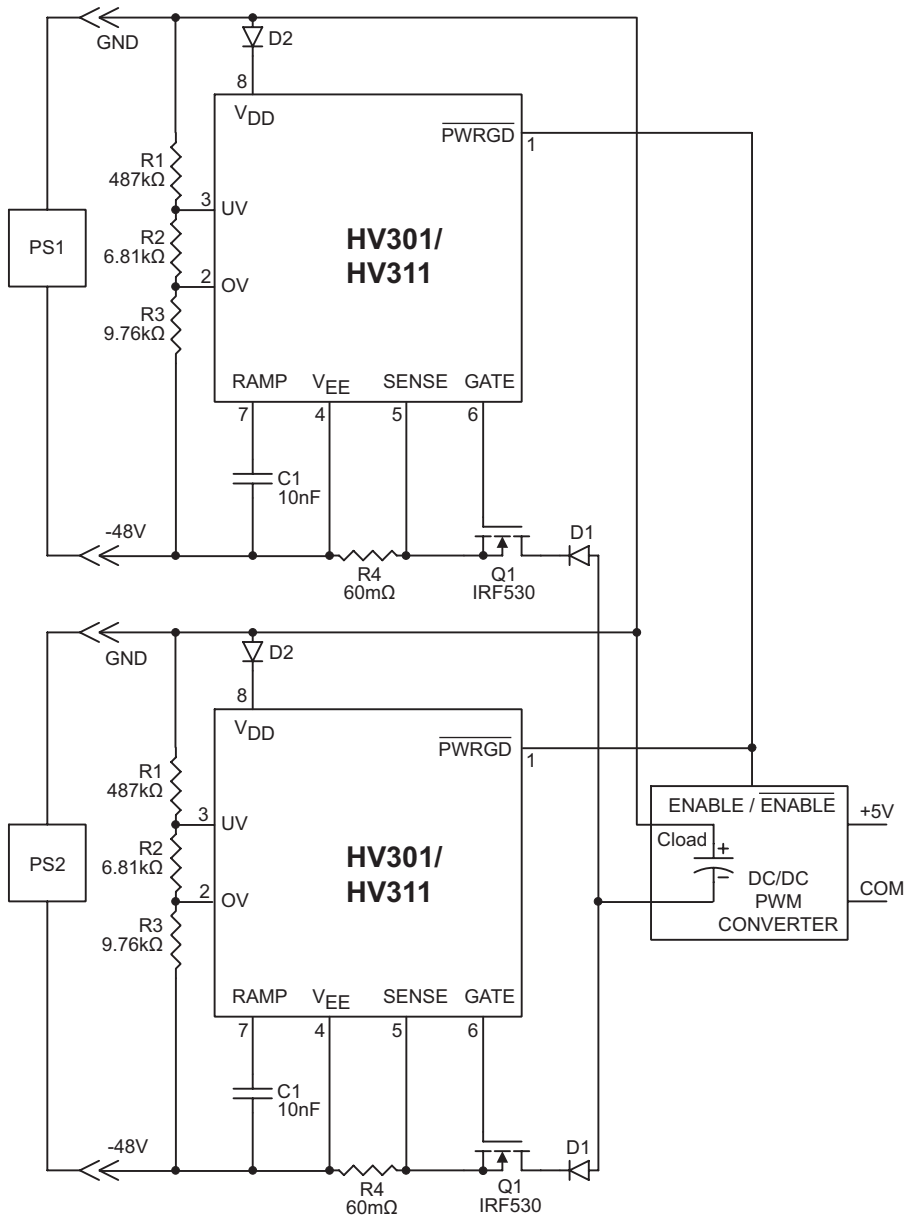 GND
D2
8
VDD
PWRGD
1
R1
487kΩ
3
UV
PS1
R2
6.81kΩ
HV301/
HV311
2
OV
R3
9.76kΩ
RAMP
VEE
SENSE
GATE
7
4
5
6
C1
10nF
-48V
D1
R4
60mΩ
Q1
IRF530
GND
D2
8
VDD
PWRGD
1
R1
487kΩ
3
UV
PS2
R2
6.81kΩ
HV301/
HV311
2
OV
R3
9.76kΩ
ENABLE / ENABLE
+5V
Cload
+
−
DC/DC
PWM
CONVERTER
COM
RAMP
VEE
SENSE
GATE
7
4
5
6
C1
10nF
-48V
D1
R4
60mΩ
Q1
IRF530